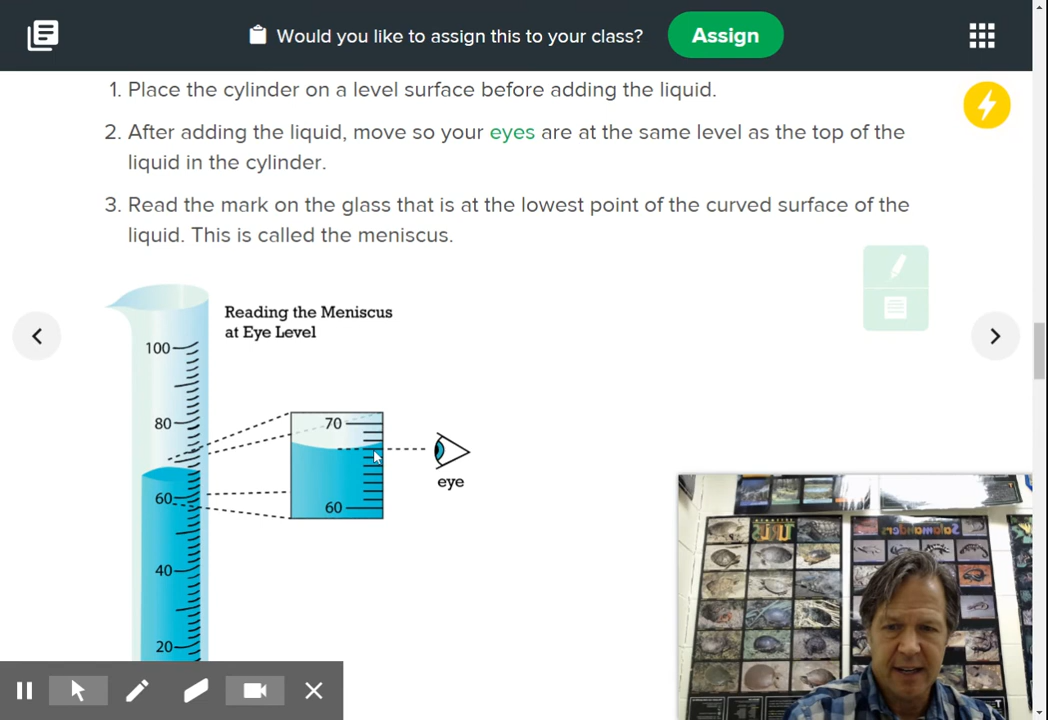 Would you like to assign this to your class?
Assign
1. Place the cylinder on a level surface before adding the liquid.
2. After adding the liquid, move so your eyes are at the same level as the top of the
liquid in the cylinder.
3. Read the mark on the glass that is at the lowest point of the curved surface of the
liquid. This is called the meniscus.
Reading the Meniscus
at Eye Level
100
80
60
40
20
70
60
eye
Salamanders